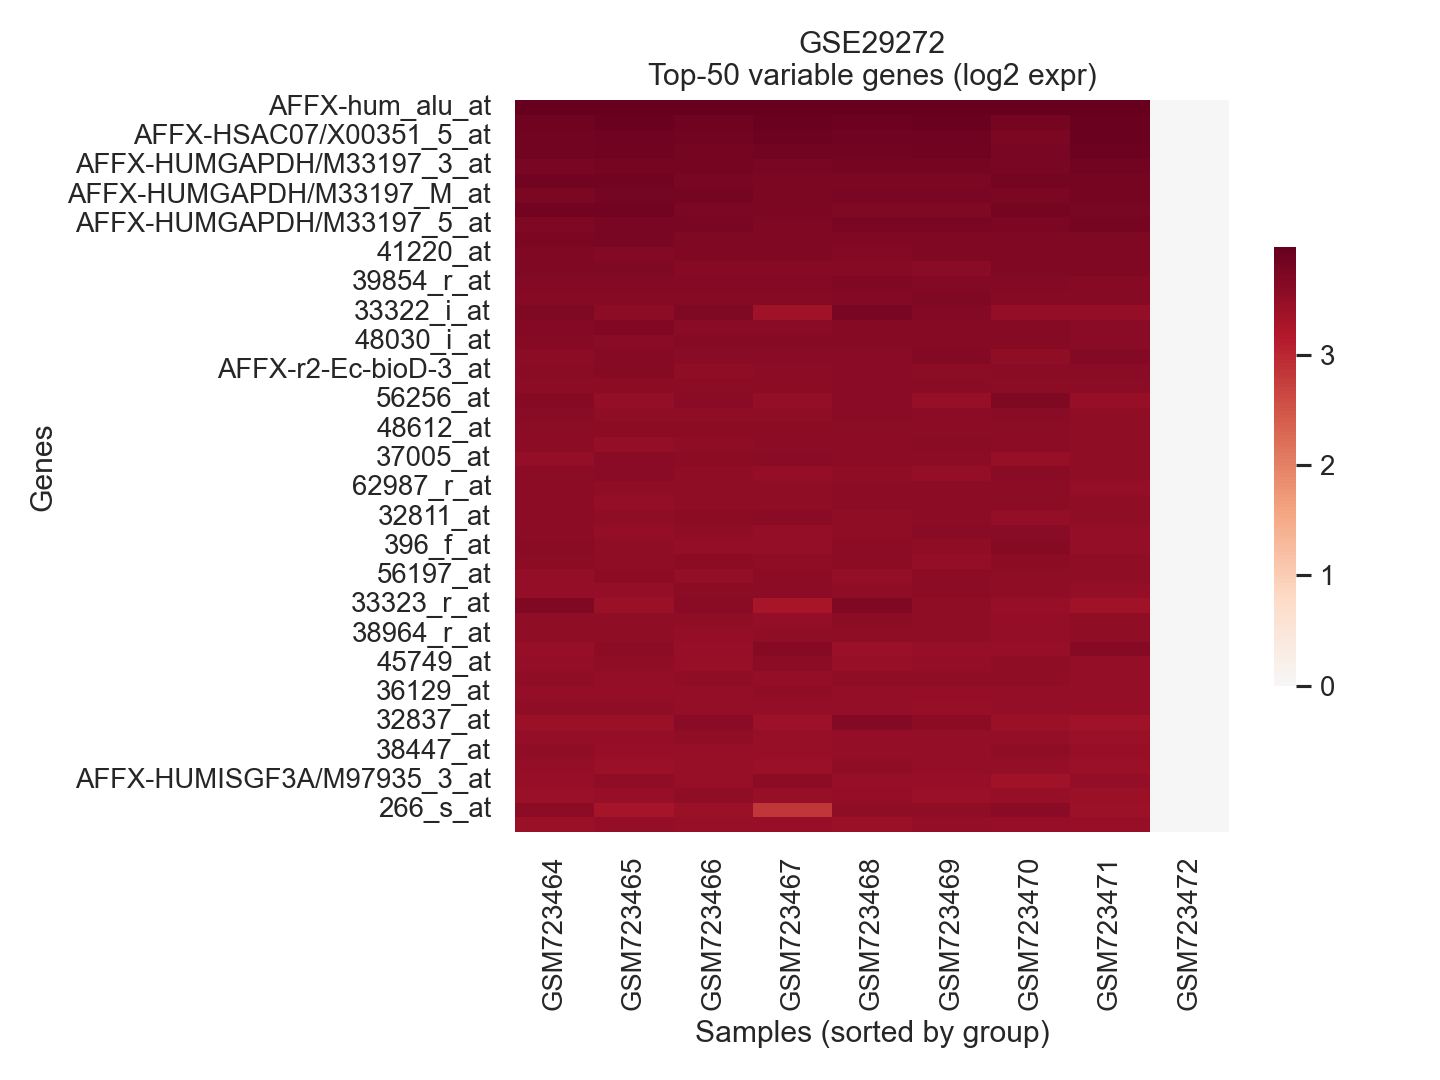 GSE29272
Top-50 variable genes (log2 expr)
AFFX-hum_alu_at
AFFX-HSAC07/X00351_5_at
AFFX-HUMGAPDH/M33197_3_at
AFFX-HUMGAPDH/M33197_M_at
AFFX-HUMGAPDH/M33197_5_at
41220_at
39854_r_at
33322_i_at
48030_i_at
AFFX-r2-Ec-bioD-3_at
56256_at
48612_at
37005_at
62987_r_at
32811_at
396_f_at
56197_at
33323_r_at
38964_r_at
45749_at
36129_at
32837_at
38447_at
AFFX-HUMISGF3A/M97935_3_at
266_s_at
Genes
GSM723464
GSM723465
GSM723466
GSM723467
GSM723468
GSM723469
GSM723470
GSM723471
GSM723472
Samples (sorted by group)
3
2
1
0